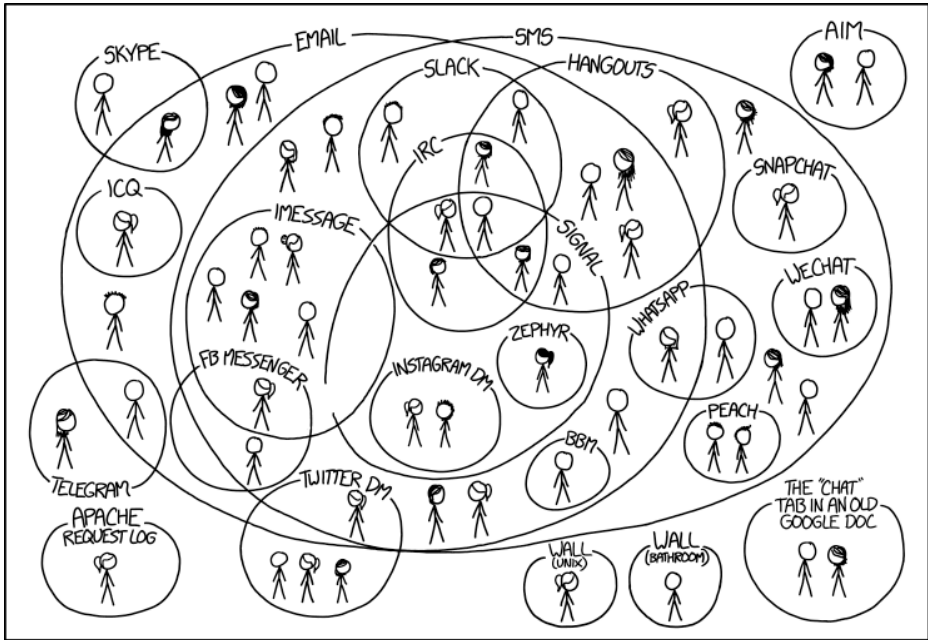 SKYPE
EMAIL
SMS
AIM
SLACK
HANGOUTS
IRC
ICQ
SNAPCHAT
IMESSAGE
SIGNAL
WECHAT
WHATSAPP
ZEPHYR
FB MESSENGER
INSTAGRAM DM
PEACH
BBM
TELEGRAM
TWITTER DM
THE "CHAT"
TAB IN AN OLD
GOOGLE DOC
APACHE
REQUEST LOG
WALL
(UNIX)
WALL
(BATHROOM)